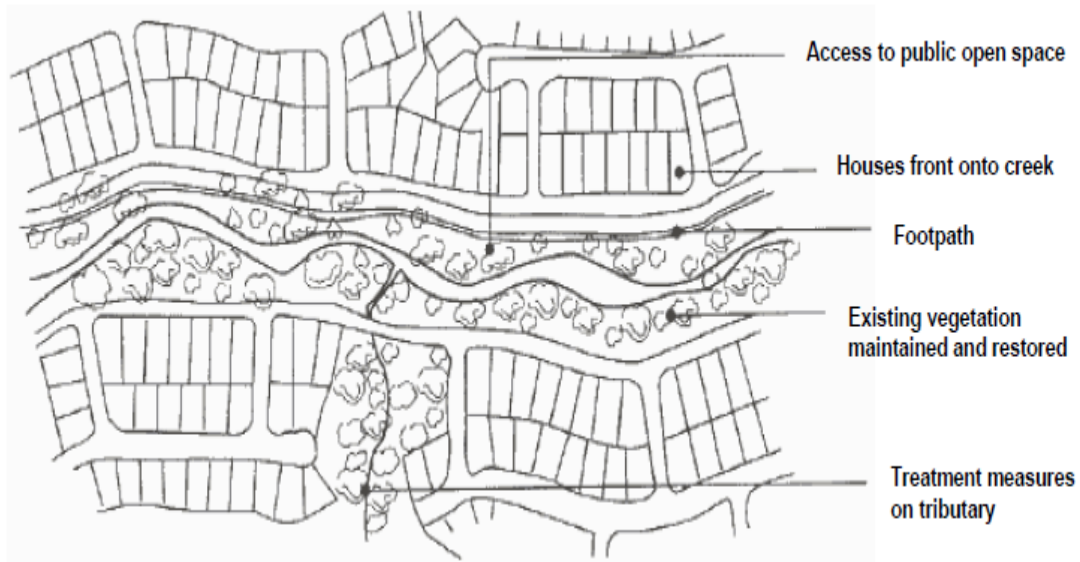 Access to public open space
Houses front onto creek
Footpath
Existing vegetation
maintained and restored
Treatment measures
on tributary